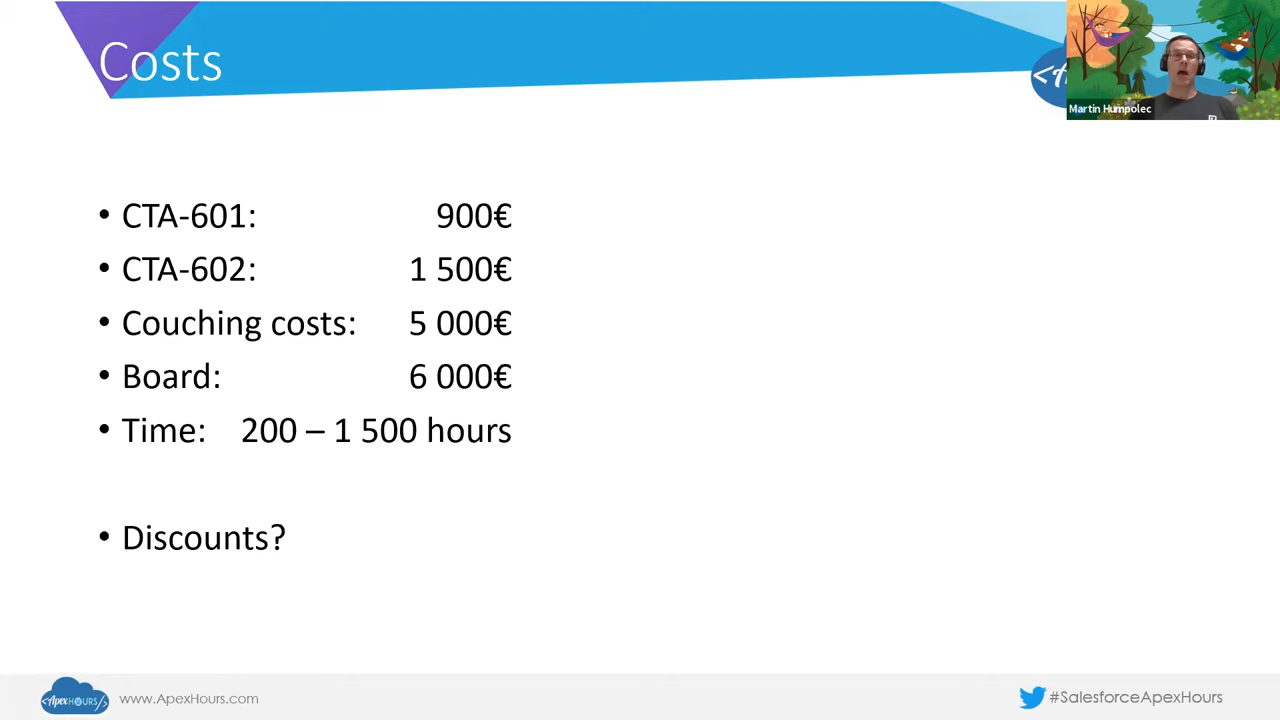 Costs
Martin Humpolec
• CTA-601: 900€
• CTA-602: 1 500€
• Couching costs: 5 000€
• Board: 6 000€
• Time: 200 – 1 500 hours
• Discounts?
<ApexHOURS/>
www.ApexHours.com
#SalesforceApexHours